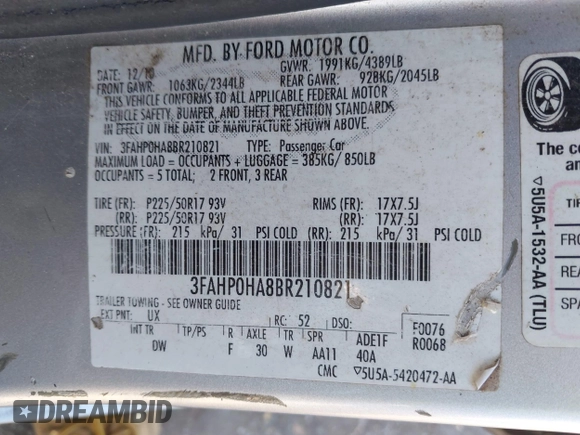 MFD. BY FORD MOTOR CO.
DATE: 12/10 GVWR: 1991KG/4389LB
FRONT GAWR: 1063KG/2344LB REAR GAWR: 928KG/2045LB
THIS VEHICLE CONFORMS TO ALL APPLICABLE FEDERAL MOTOR
VEHICLE SAFETY, BUMPER, AND THEFT PREVENTION STANDARDS
IN EFFECT ON THE DATE OF MANUFACTURE SHOWN ABOVE.
VIN: 3FAHP0HA8BR210821 TYPE: Passenger Car
MAXIMUM LOAD = OCCUPANTS + LUGGAGE = 385KG/ 850LB
OCCUPANTS = 5 TOTAL; 2 FRONT, 3 REAR
TIRE (FR): P225/50R17 93V RIMS (FR): 17X7.5J
(RR): P225/50R17 93V (RR): 17X7.5J
PRESSURE (FR): 215 kPa/ 31 PSI COLD (RR): 215 kPa/ 31 PSI COLD
3FAHP0HA8BR210821
TRAILER TOWING - SEE OWNER GUIDE
EXT PNT: UX RC: 52 DSO: F0076
INT TR TP/PS R AXLE TR SPR ADE1F R0068
DW F 30 W AA11 40A
CMC ▽5U5A-5420472-AA
▽5U5A-1532-AA (TLU)
The co
an
TIR
FRO
REA
SPA
DREAMBID